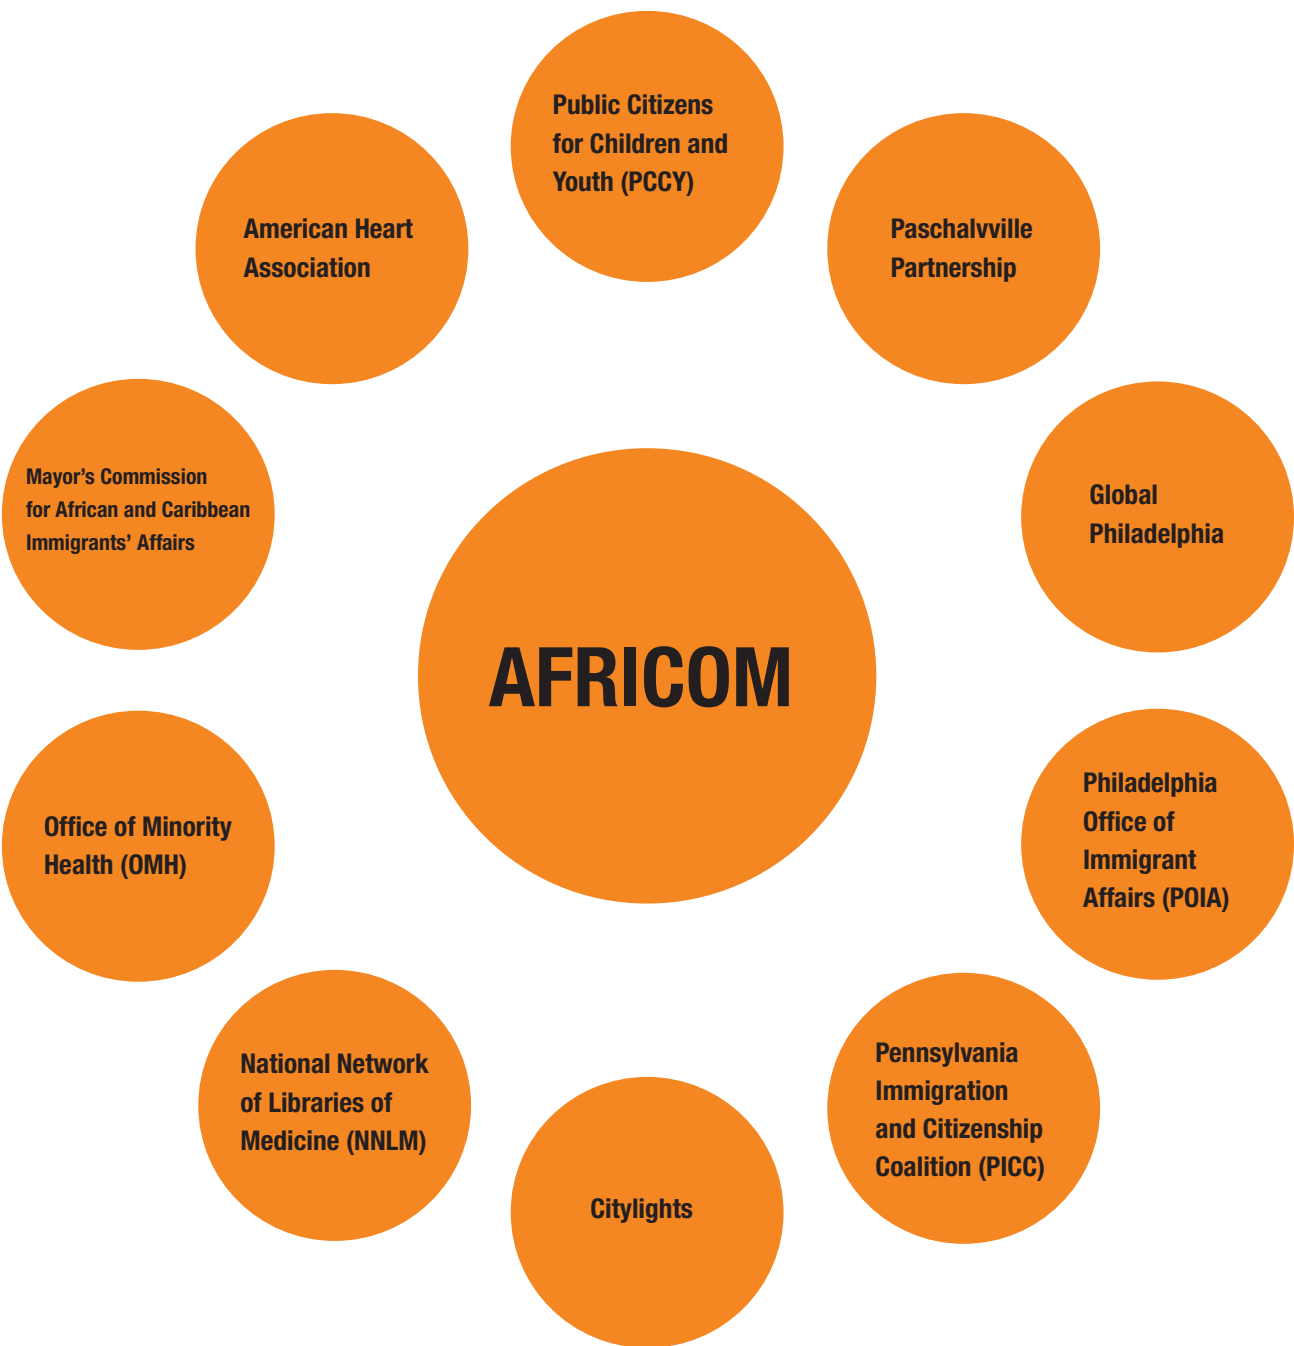 Public Citizens
for Children and
Youth (PCCY)
American Heart
Association
Paschalvville
Partnership
Mayor’s Commission
for African and Caribbean
Immigrants’ Affairs
Global
Philadelphia
AFRICOM
Office of Minority
Health (OMH)
Philadelphia
Office of
Immigrant
Affairs (POIA)
National Network
of Libraries of
Medicine (NNLM)
Pennsylvania
Immigration
and Citizenship
Coalition (PICC)
Citylights